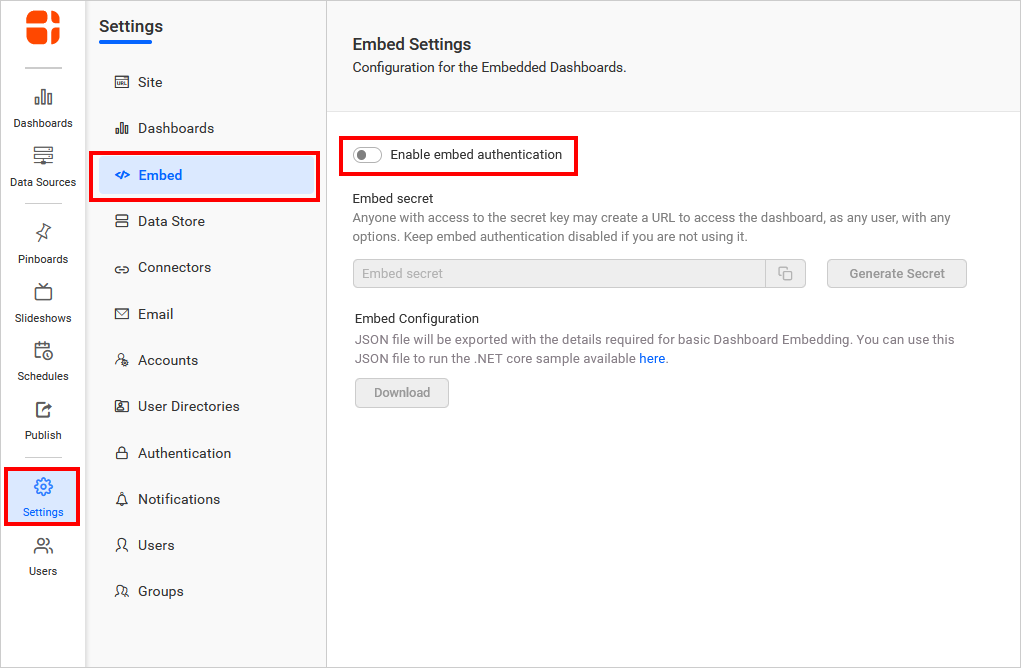 Dashboards
Data Sources
Pinboards
Slideshows
Schedules
Publish
Settings
Users
Settings
URL
Site
Dashboards
Embed
Data Store
Connectors
Email
Accounts
User Directories
Authentication
Notifications
Users
Groups
Embed Settings
Configuration for the Embedded Dashboards.
Enable embed authentication
Embed secret
Anyone with access to the secret key may create a URL to access the dashboard, as any user, with any
options. Keep embed authentication disabled if you are not using it.
Embed secret
Generate Secret
Embed Configuration
JSON file will be exported with the details required for basic Dashboard Embedding. You can use this
JSON file to run the .NET core sample available here.
Download